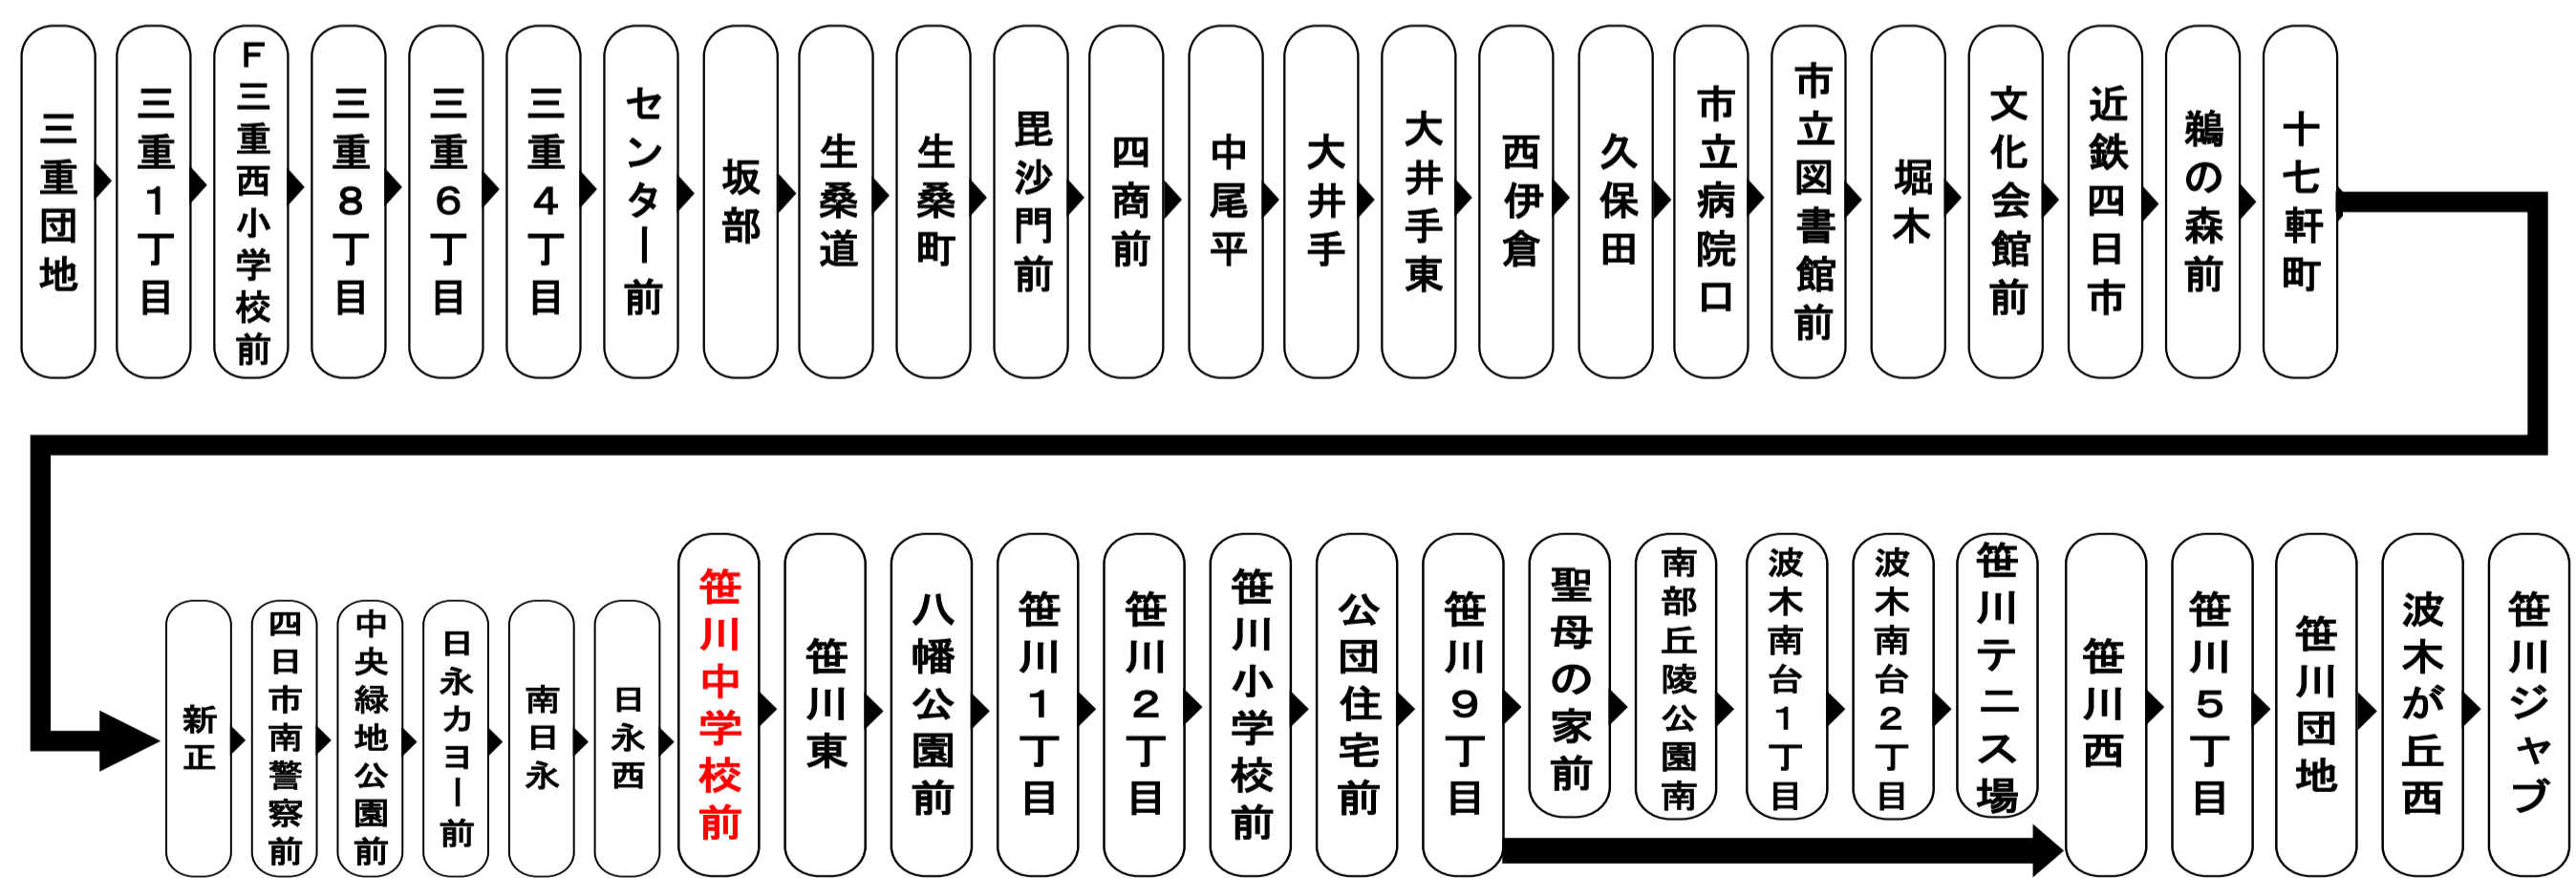 三重団地
三重1丁目
F三重西小学校前
三重8丁目
三重6丁目
三重4丁目
センター前
坂部
生桑道
生桑町
毘沙門前
四商前
中尾平
大井手
大井手東
西伊倉
久保田
市立病院口
市立図書館前
堀木
文化会館前
近鉄四日市
鵜の森前
十七軒町
新正
四日市南警察前
中央緑地公園前
日永カヨー前
南日永
日永西
笹川中学校前
笹川東
八幡公園前
笹川1丁目
笹川2丁目
笹川小学校前
公団住宅前
笹川9丁目
聖母の家前
南部丘陵公園南
波木南台1丁目
波木南台2丁目
笹川テニス場
笹川西
笹川5丁目
笹川団地
波木が丘西
笹川ジャブ